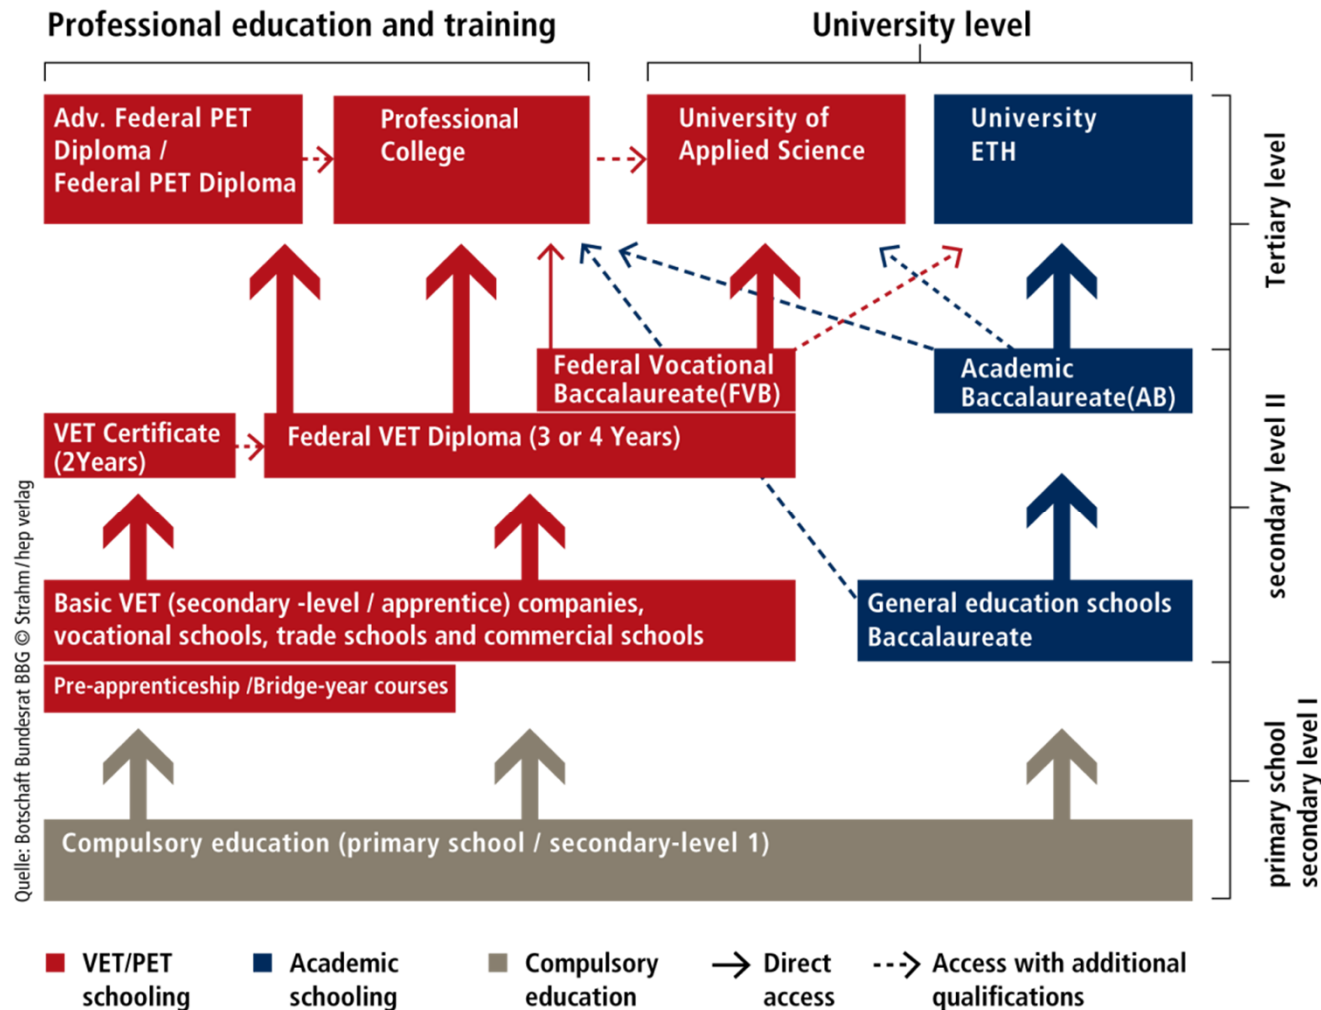 Professional education and training
University level
Adv. Federal PET
Diploma /
Federal PET Diploma
Professional
College
University of
Applied Science
University
ETH
Tertiary level
Federal Vocational
Baccalaureate(FVB)
Academic
Baccalaureate(AB)
VET Certificate
(2Years)
Federal VET Diploma (3 or 4 Years)
secondary level II
Basic VET (secondary -level / apprentice) companies,
vocational schools, trade schools and commercial schools
General education schools
Baccalaureate
Pre-apprenticeship /Bridge-year courses
primary school
secondary level I
Compulsory education (primary school / secondary-level 1)
Quelle: Botschaft Bundesrat BBG © Strahm/hep verlag
VET/PET
schooling
Academic
schooling
Compulsory
education
Direct
access
Access with additional
qualifications